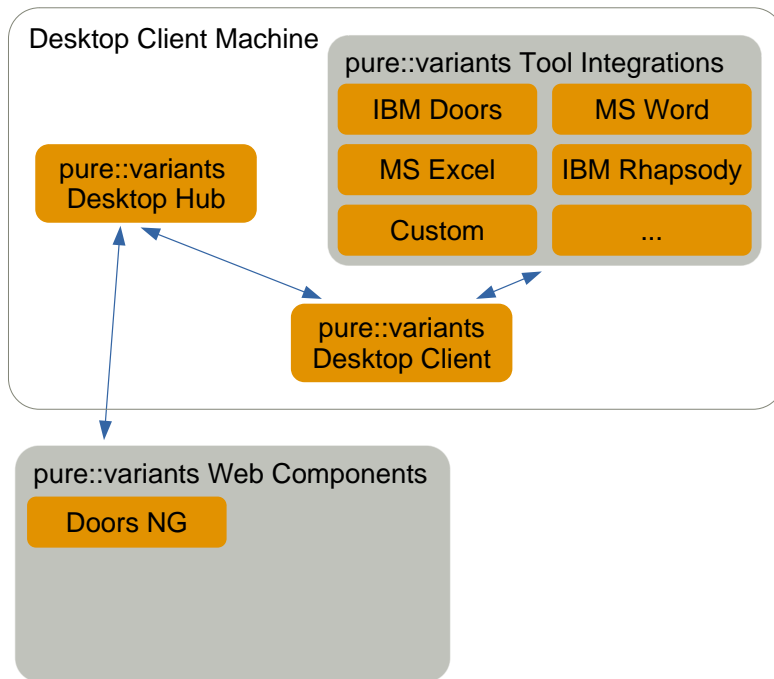 Desktop Client Machine
pure::variants Tool Integrations
IBM Doors
MS Word
MS Excel
IBM Rhapsody
Custom
...
pure::variants
Desktop Hub
pure::variants
Desktop Client
pure::variants Web Components
Doors NG